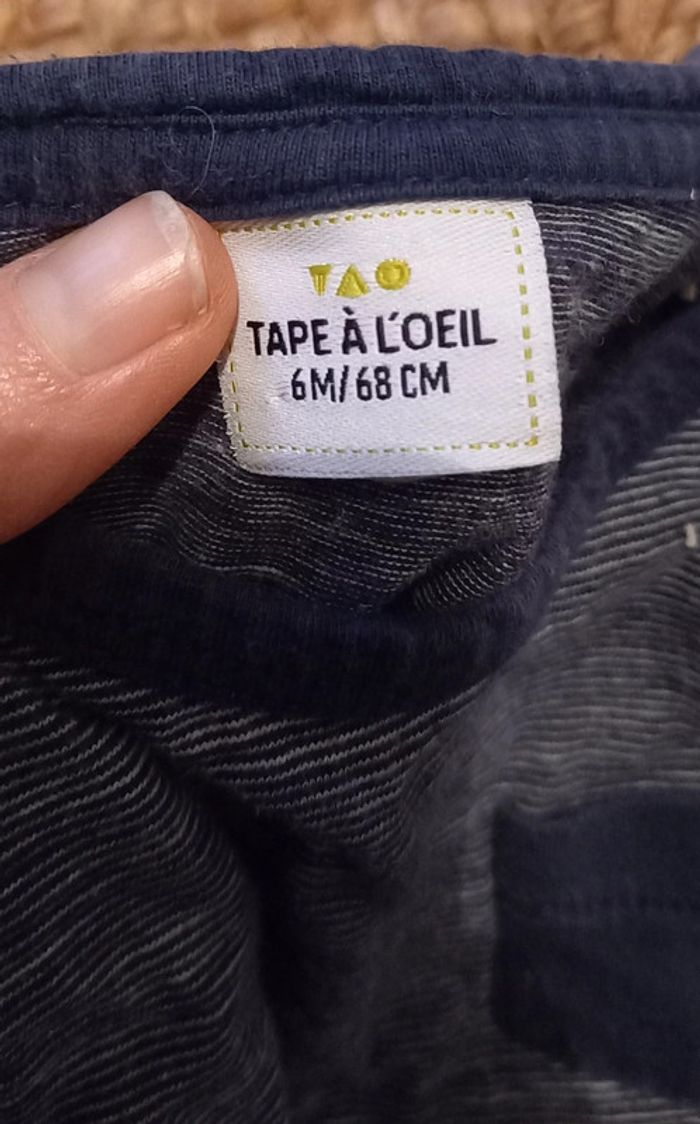 TAO
TAPE À L'OEIL
6M/68 CM